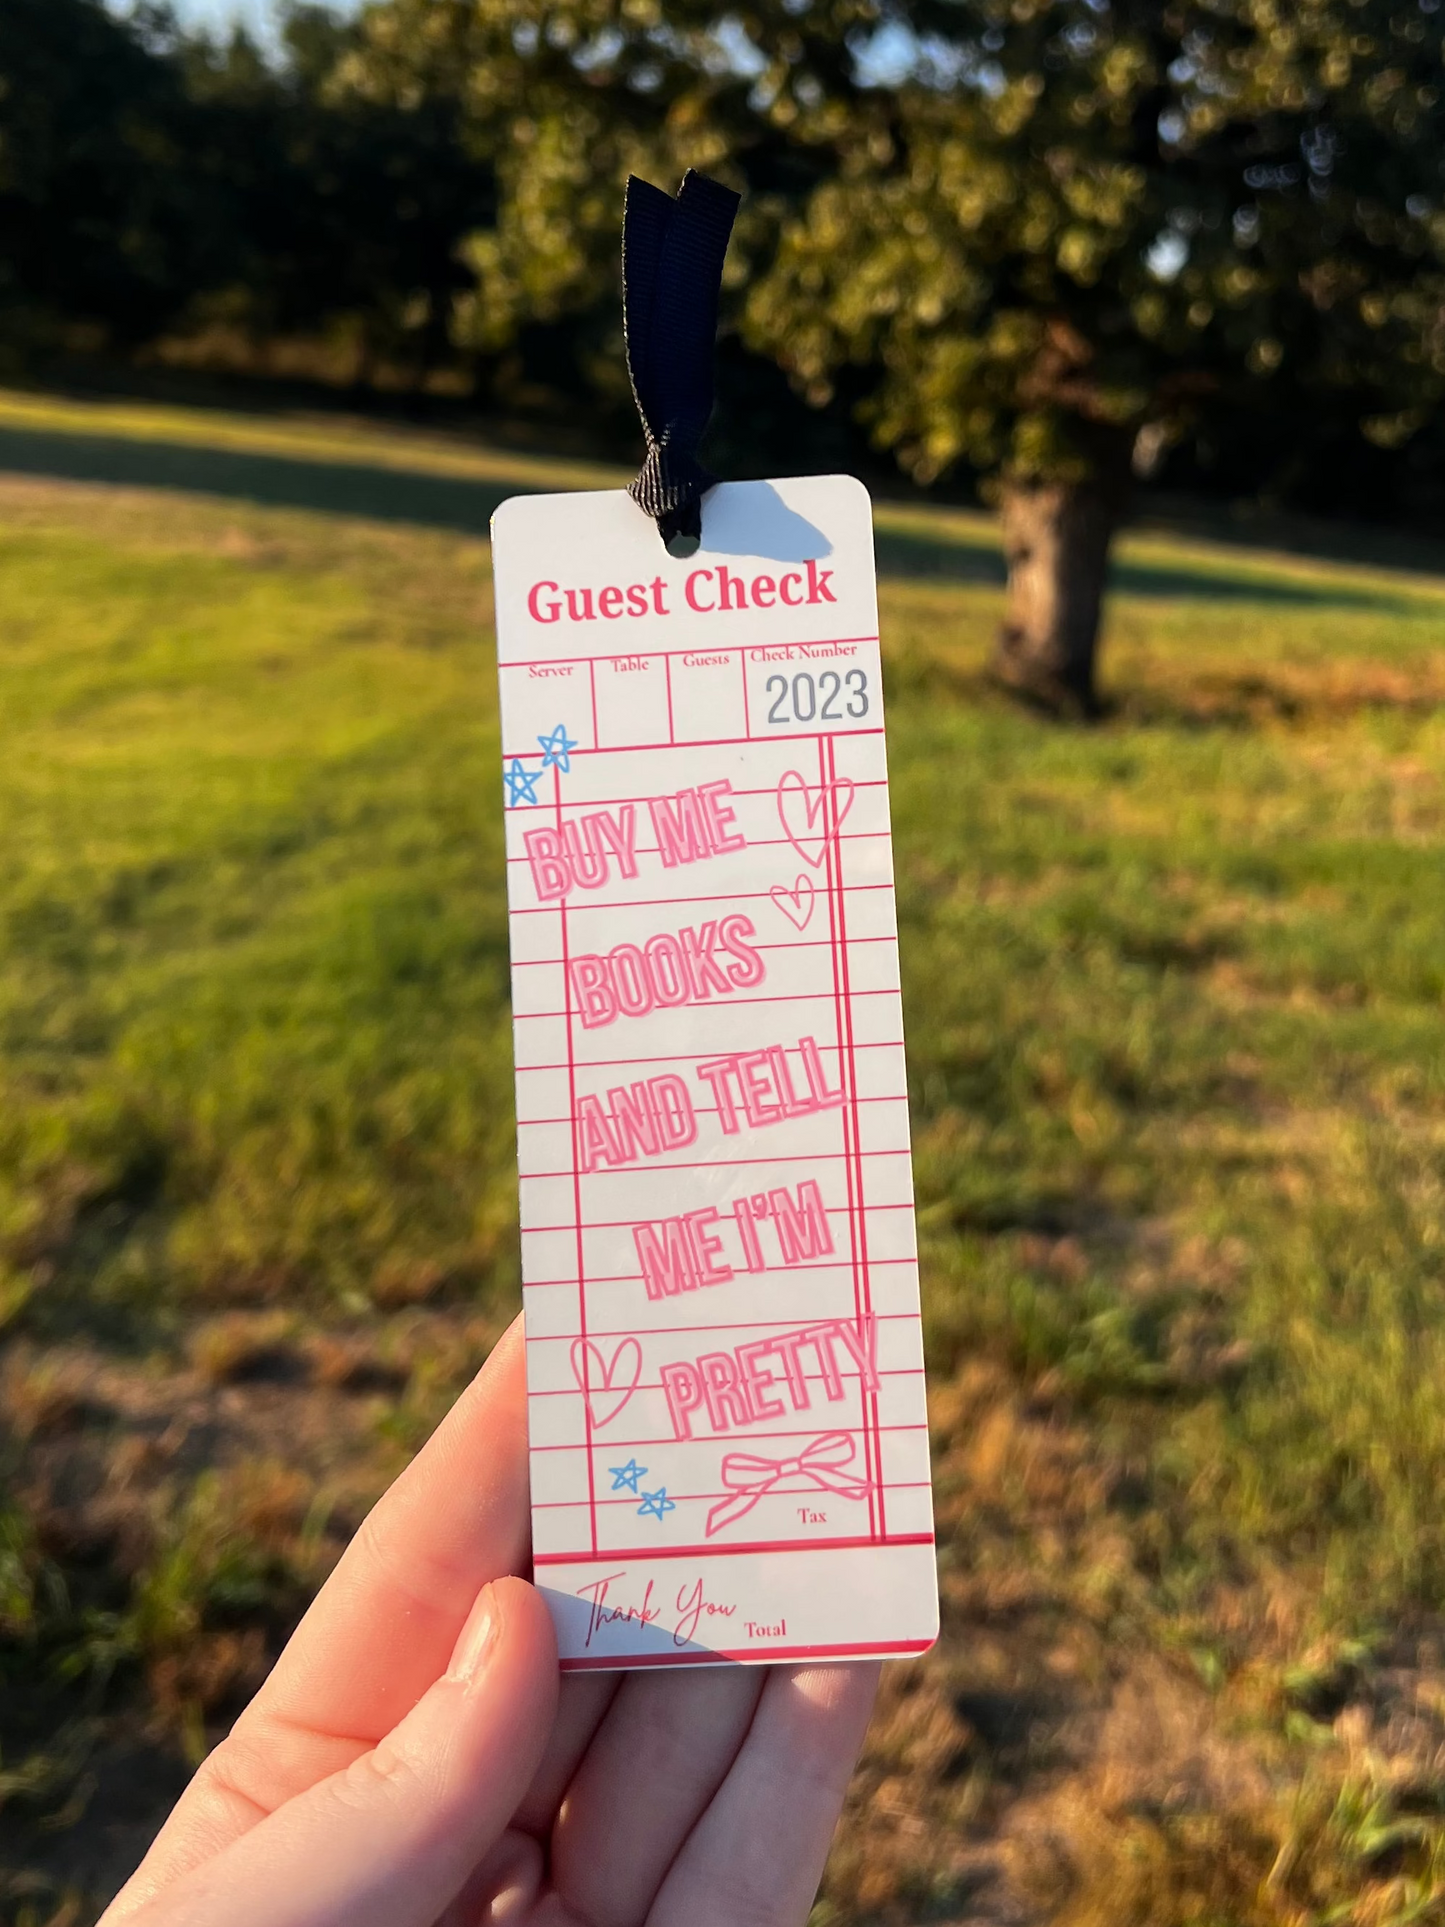 Guest Check
Server Table Guests Check Number
2023
BUY ME
BOOKS
AND TELL
ME I'M
PRETTY
Tax
Thank You
Total